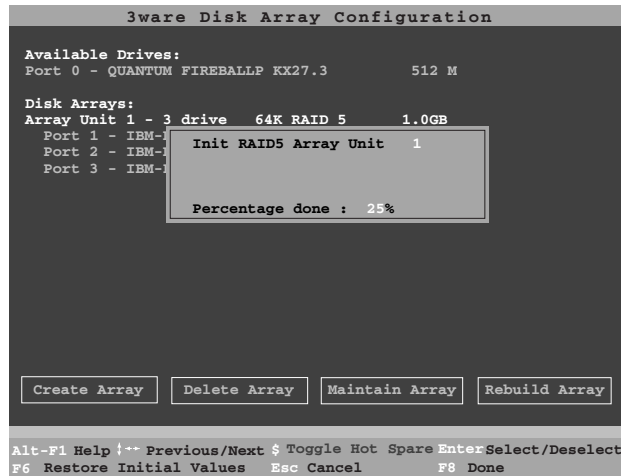 3ware Disk Array Configuration
Available Drives:
Port 0 - QUANTUM FIREBALLP KX27.3 512 M
Disk Arrays:
Array Unit 1 - 3 drive 64K RAID 5 1.0GB
Port 1 - IBM-
Port 2 - IBM-
Port 3 - IBM-
Init RAID5 Array Unit 1
Percentage done : 25%
Create Array Delete Array Maintain Array Rebuild Array
Alt-F1 Help ↕↔ Previous/Next $ Toggle Hot Spare Enter Select/Deselect
F6 Restore Initial Values Esc Cancel F8 Done